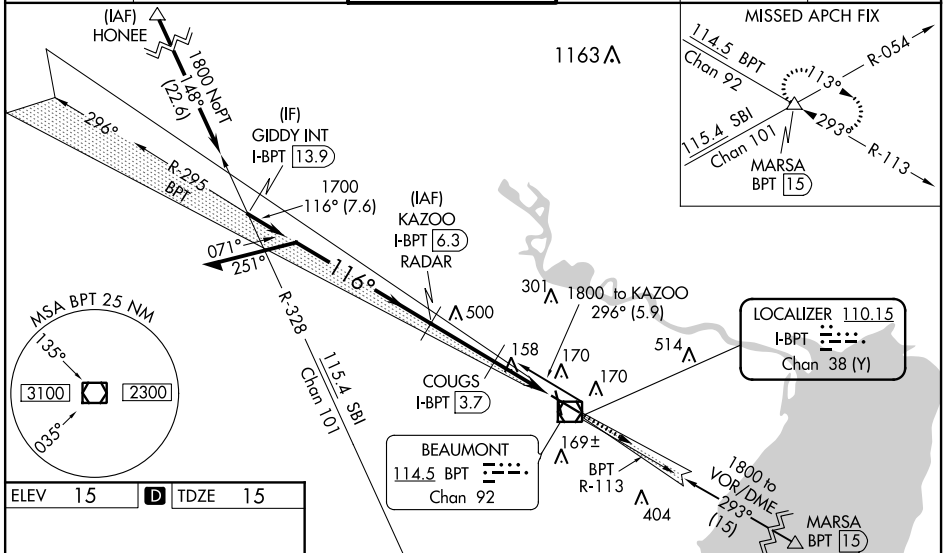 (IAF)
HONEE
1800 NoPT
148°
(22.6)
296°
R-295
BPT
(IF)
GIDDY INT
I-BPT 13.9
1700
116° (7.6)
071°
251°
116°
(IAF)
KAZOO
I-BPT 6.3
RADAR
1163
500
301
1800 to KAZOO
296° (5.9)
158
170
170
514
COUGS
I-BPT 3.7
169±
404
R-328
115.4 SBI
Chan 101
BEAUMONT
114.5 BPT
Chan 92
BPT
R-113
LOCALIZER 110.15
I-BPT
Chan 38 (Y)
1800 to
VOR/DME
293°
(15)
MARSA
BPT 15
MISSED APCH FIX
114.5 BPT
Chan 92
R-054
113°
293°
115.4 SBI
Chan 101
R-113
MARSA
BPT 15
MSA BPT 25 NM
135°
3100
2300
035°
ELEV 15 D TDZE 15